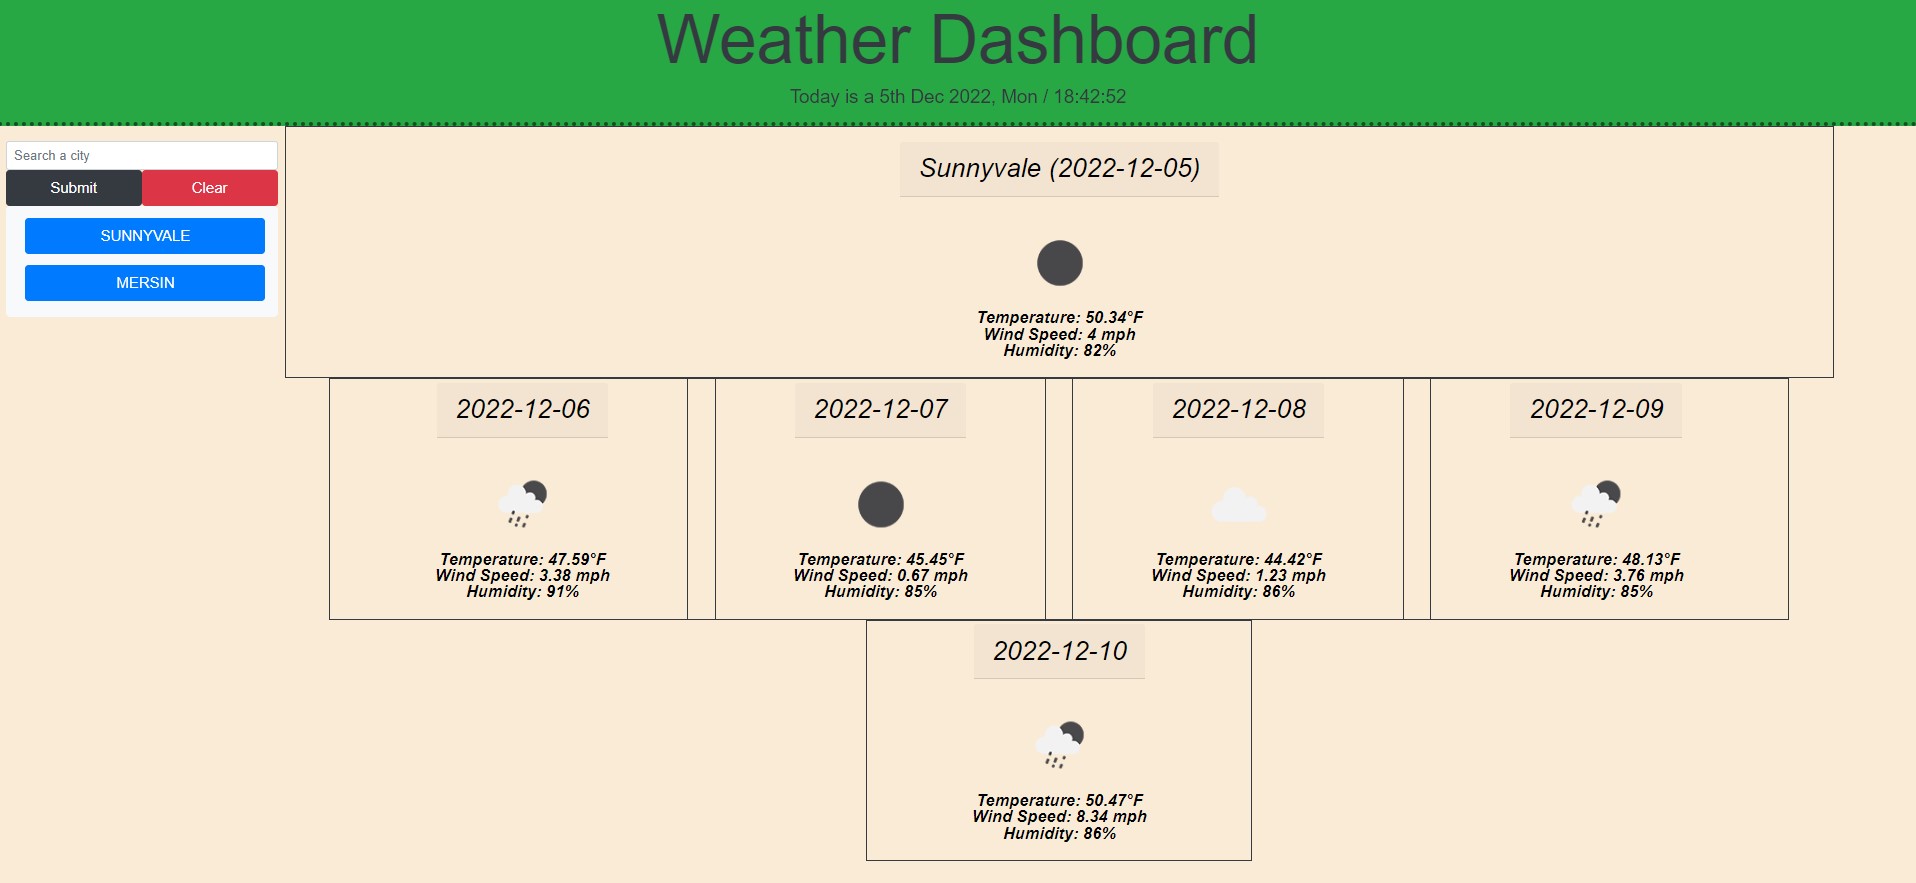 Weather Dashboard
Today is a 5th Dec 2022, Mon / 18:42:52
Search a city
Submit
Clear
SUNNYVALE
MERSIN
Sunnyvale (2022-12-05)
Temperature: 50.34°F
Wind Speed: 4 mph
Humidity: 82%
2022-12-06
Temperature: 47.59°F
Wind Speed: 3.38 mph
Humidity: 91%
2022-12-07
Temperature: 45.45°F
Wind Speed: 0.67 mph
Humidity: 85%
2022-12-08
Temperature: 44.42°F
Wind Speed: 1.23 mph
Humidity: 86%
2022-12-09
Temperature: 48.13°F
Wind Speed: 3.76 mph
Humidity: 85%
2022-12-10
Temperature: 50.47°F
Wind Speed: 8.34 mph
Humidity: 86%